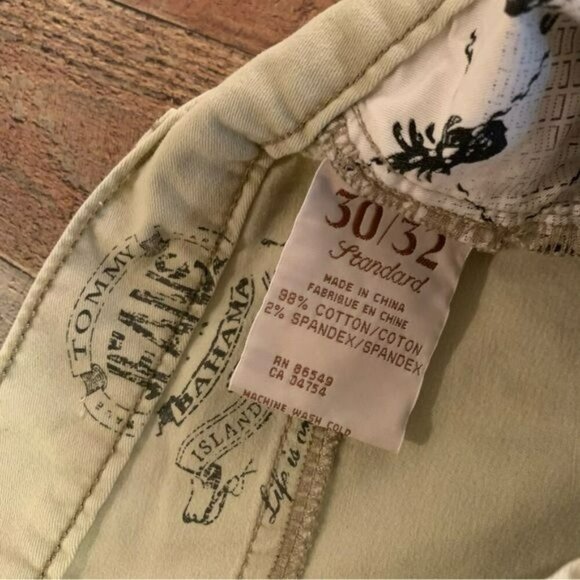 TOMMY
JEANS
BAHAMA
ISLAND
Life is
30/32
Standard
MADE IN CHINA
FABRIQUE EN CHINE
98% COTTON/COTON
2% SPANDEX/SPANDEX
RN 86549
CA 04754
MACHINE WASH COLD